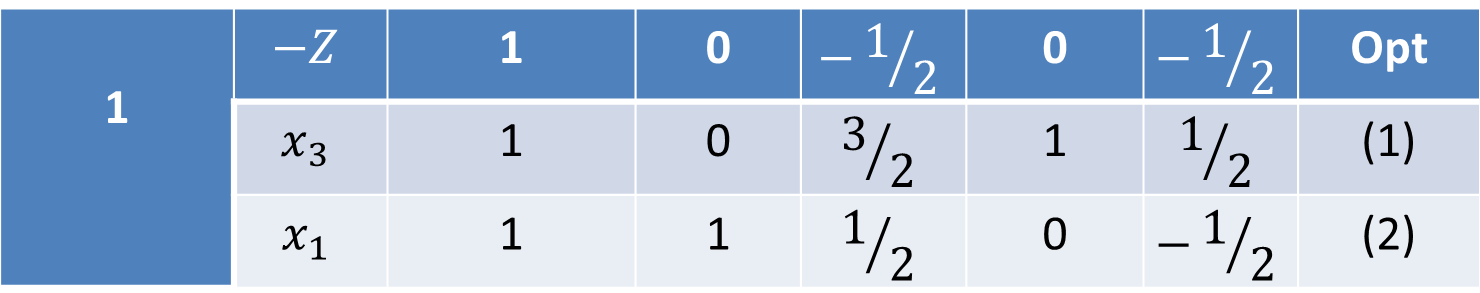 1 −Z 1 0 − 1/2 0 − 1/2 Opt
x₃ 1 0 3/2 1 1/2 (1)
x₁ 1 1 1/2 0 − 1/2 (2)